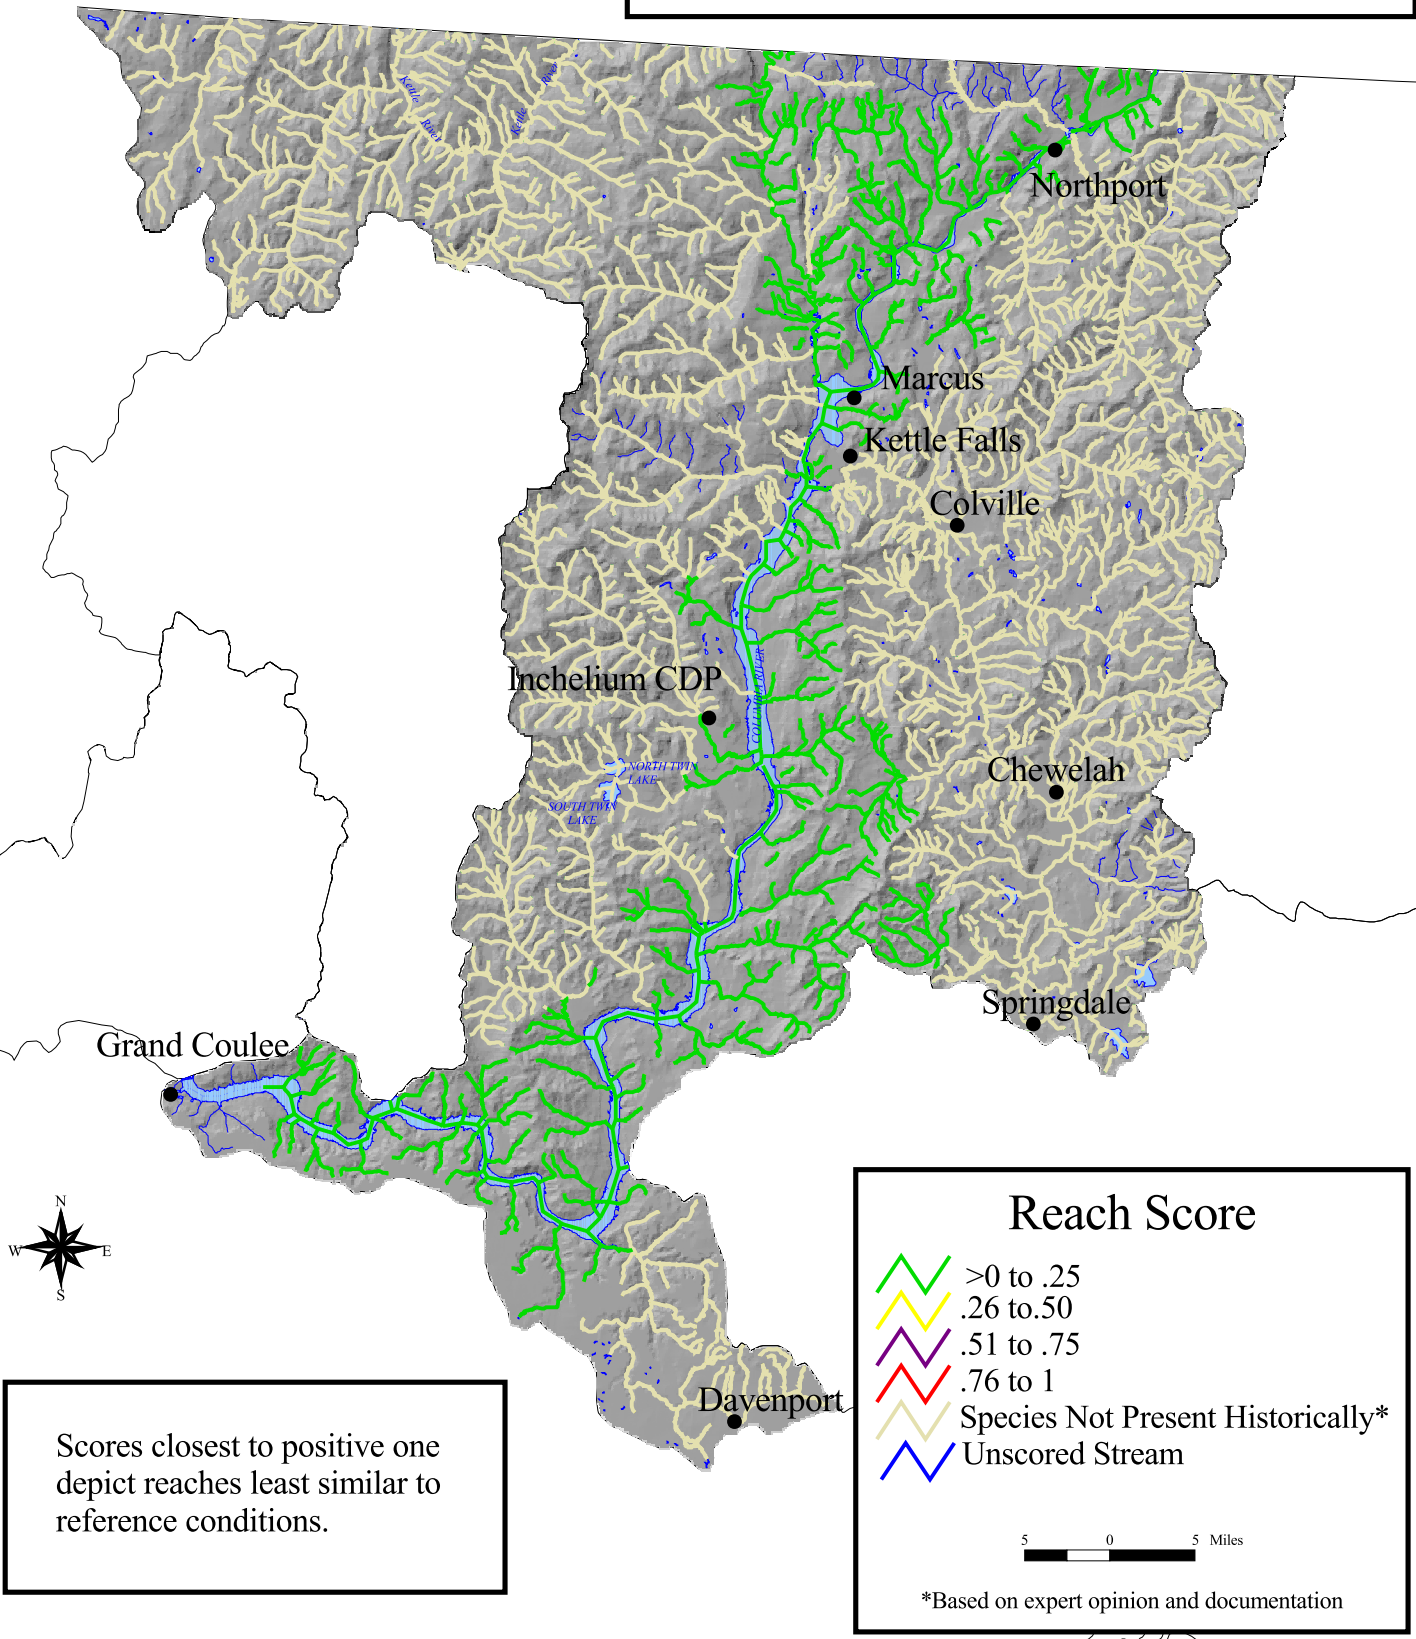 Kettle
River
Kettle
River
Northport
Marcus
Kettle Falls
Colville
Inchelium CDP
COLUMBIA RIVER
NORTH TWIN
LAKE
SOUTH TWIN
LAKE
Chewelah
Springdale
Grand Coulee
Davenport
N
W
E
S
Reach Score
>0 to .25
.26 to.50
.51 to .75
.76 to 1
Species Not Present Historically*
Unscored Stream
5 0 5 Miles
*Based on expert opinion and documentation
Scores closest to positive one
depict reaches least similar to
reference conditions.